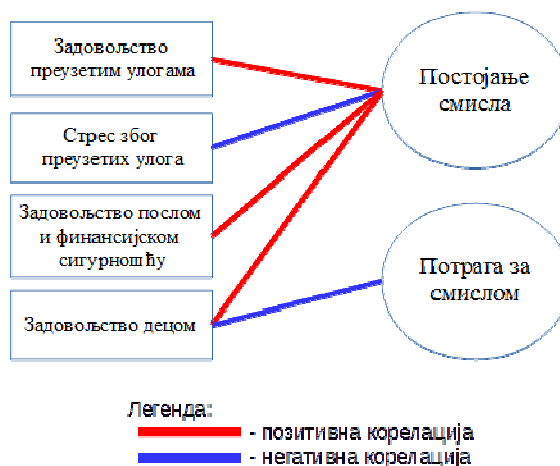 Задовољство
преузетим улогама
Стрес због
преузетих улога
Задовољство послом
и финансијском
сигурношћу
Задовољство децом
Постојање
смисла
Потрага за
смислом
Легенда:
- позитивна корелација
- негативна корелација